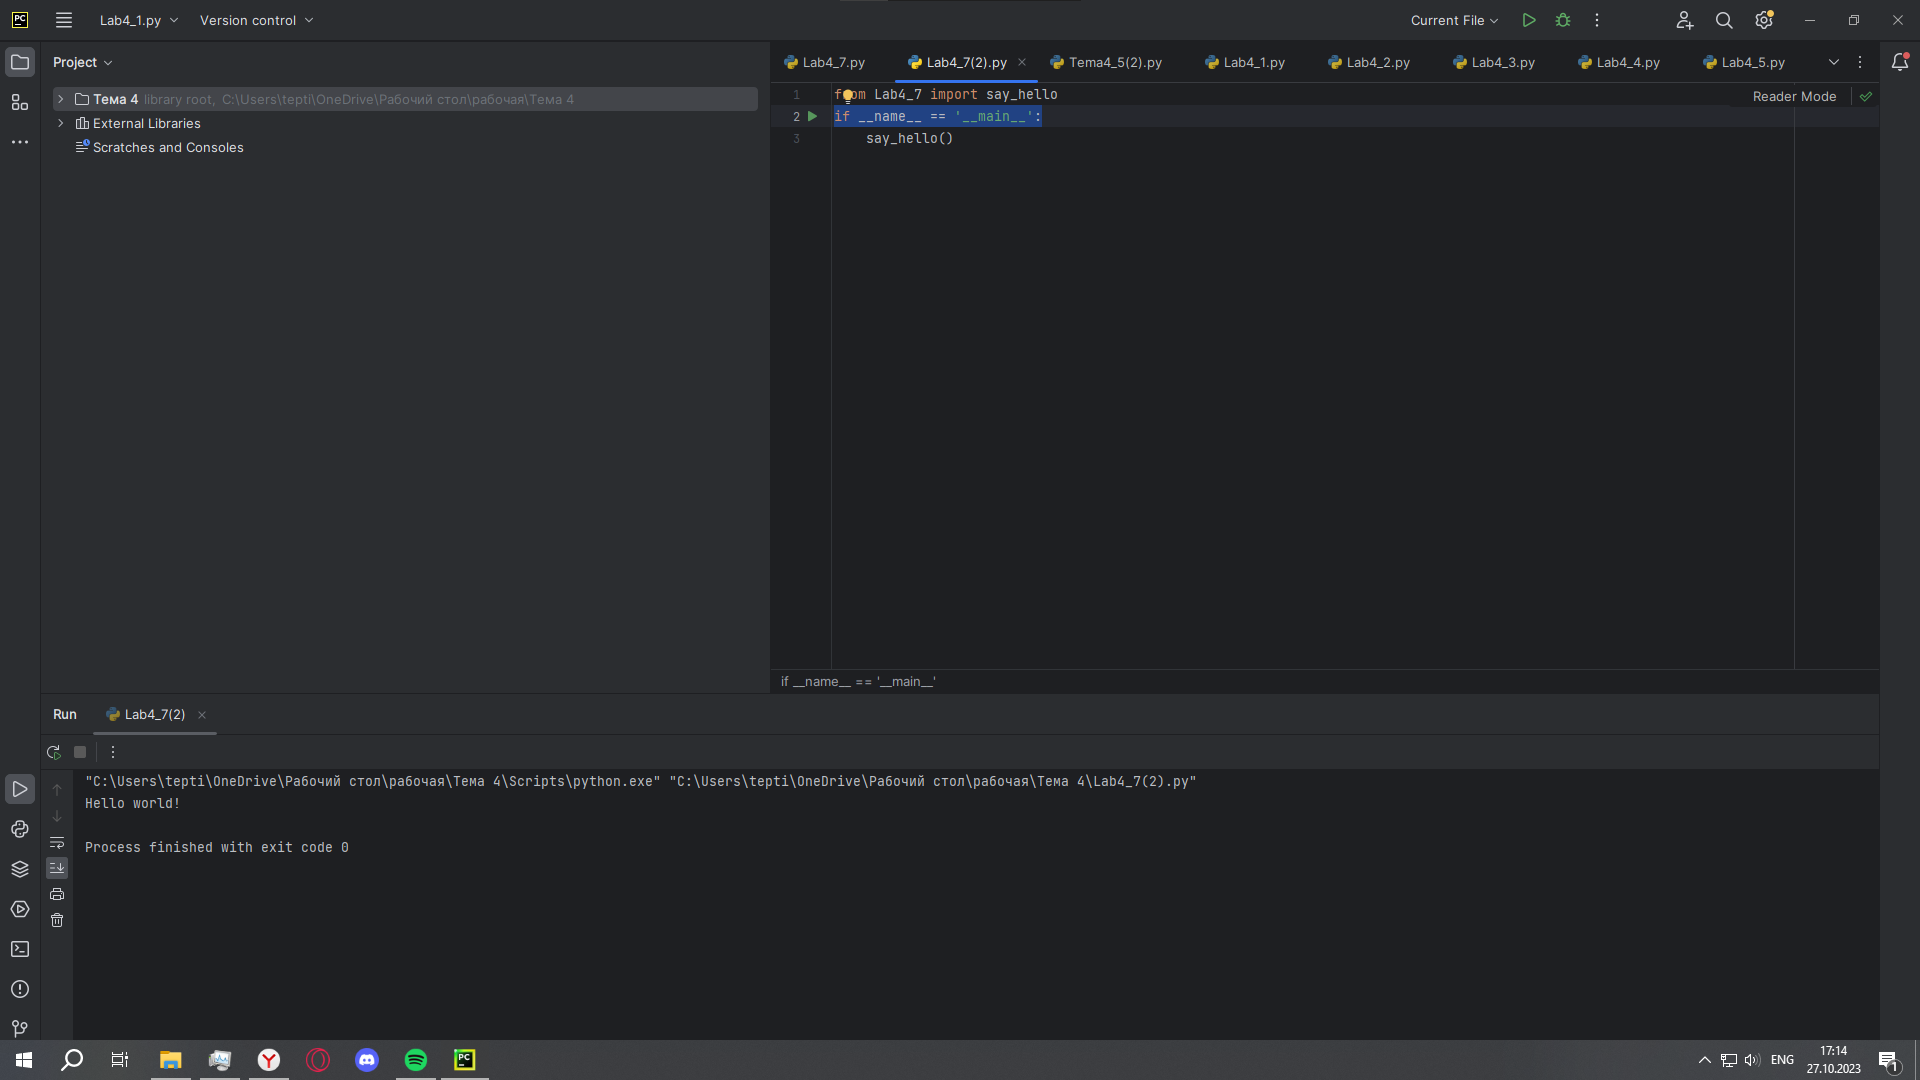 PC Lab4_1.py Version control Current File
Project
Тема 4 library root, C:\Users\tepti\OneDrive\Рабочий стол\рабочая\Тема 4
External Libraries
Scratches and Consoles
Lab4_7.py Lab4_7(2).py Tema4_5(2).py Lab4_1.py Lab4_2.py Lab4_3.py Lab4_4.py Lab4_5.py
Reader Mode
1 from Lab4_7 import say_hello
2 if __name__ == '__main__':
3 say_hello()
if __name__ == '__main__'
Run Lab4_7(2)
"C:\Users\tepti\OneDrive\Рабочий стол\рабочая\Тема 4\Scripts\python.exe" "C:\Users\tepti\OneDrive\Рабочий стол\рабочая\Тема 4\Lab4_7(2).py"
Hello world!
Process finished with exit code 0
PC ENG 17:14
27.10.2023
1